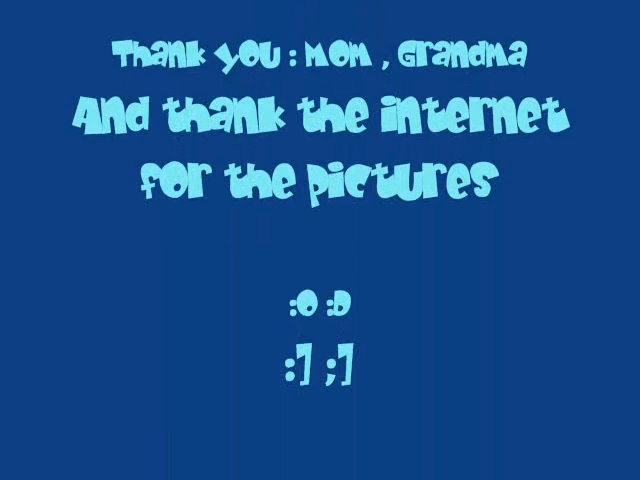 Thank you : Mom , Grandma
And thank the internet
for the pictures
:O :D
:] ;]